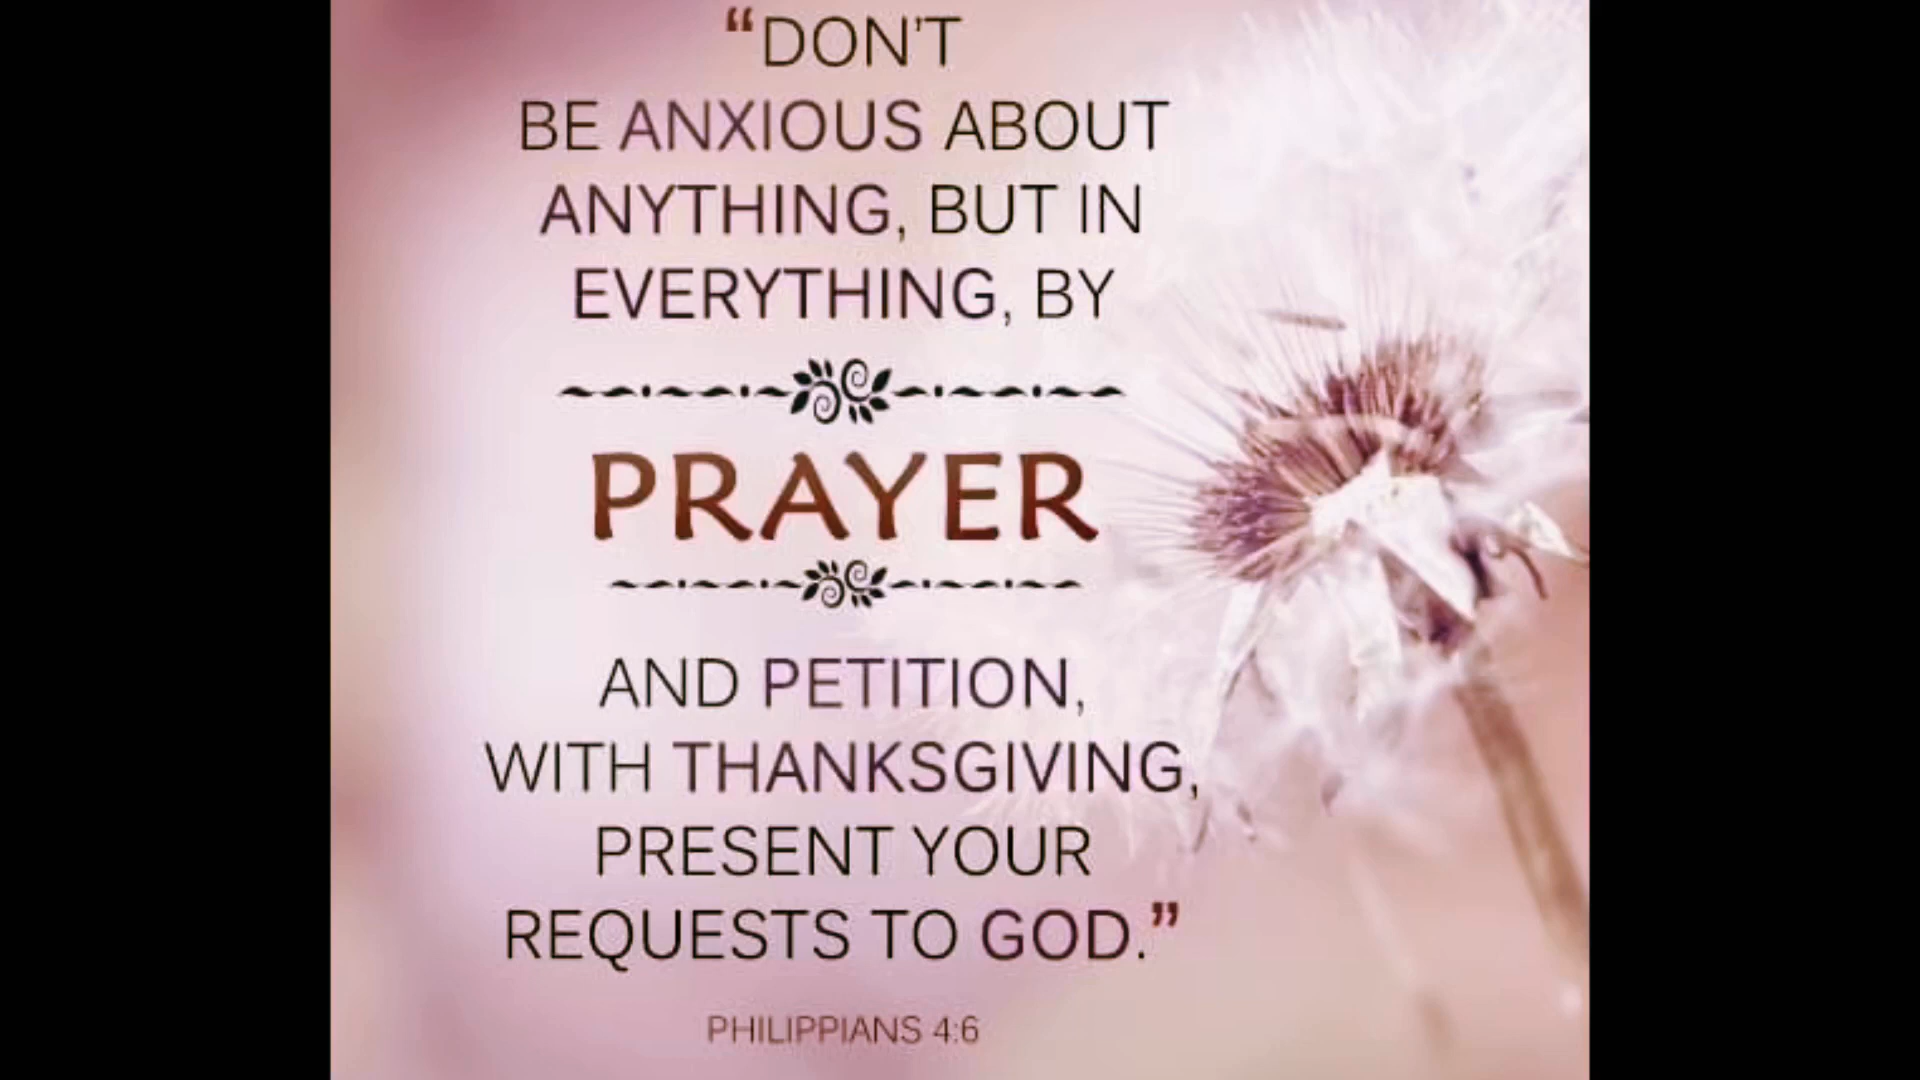 “DON'T
BE ANXIOUS ABOUT
ANYTHING, BUT IN
EVERYTHING, BY
PRAYER
AND PETITION,
WITH THANKSGIVING,
PRESENT YOUR
REQUESTS TO GOD.”
PHILIPPIANS 4:6